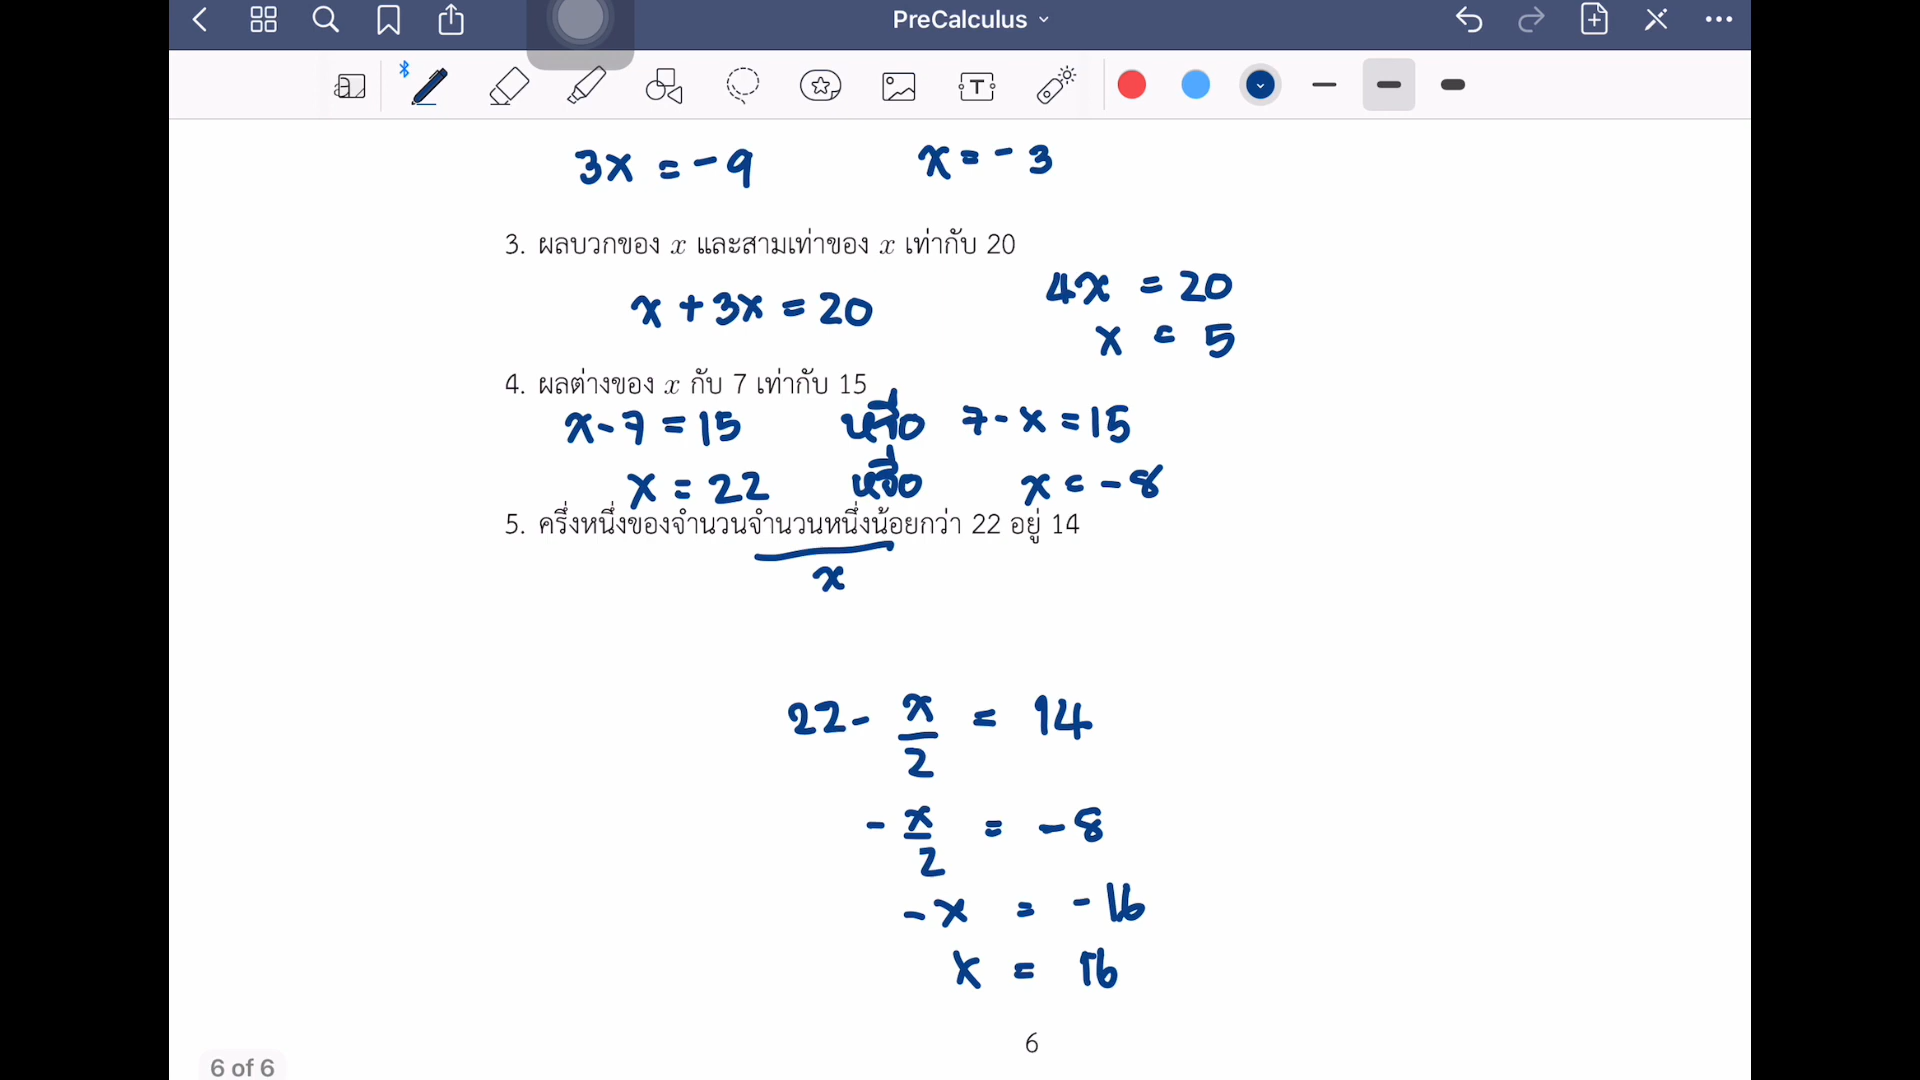 PreCalculus
3x = -9 x = -3
3. ผลบวกของ x และสามเท่าของ x เท่ากับ 20
x + 3x = 20
4x = 20
x = 5
4. ผลต่างของ x กับ 7 เท่ากับ 15
x - 7 = 15 หรือ 7 - x = 15
x = 22 หรือ x = -8
5. ครึ่งหนึ่งของจำนวนจำนวนหนึ่งน้อยกว่า 22 อยู่ 14
x
22 - x/2 = 14
- x/2 = -8
-x = -16
x = 16
6
6 of 6